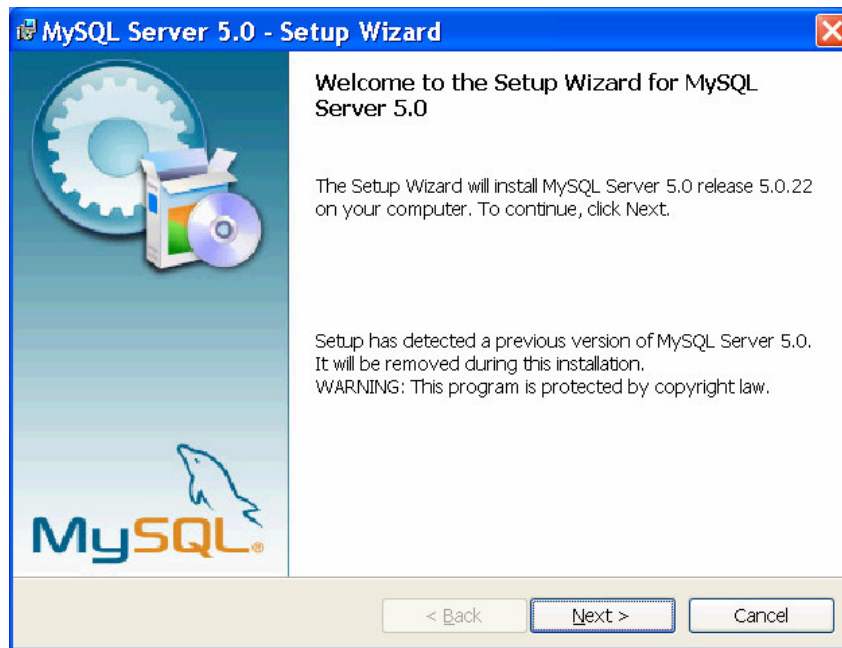 MySQL Server 5.0 - Setup Wizard
Welcome to the Setup Wizard for MySQL
Server 5.0
The Setup Wizard will install MySQL Server 5.0 release 5.0.22
on your computer. To continue, click Next.
Setup has detected a previous version of MySQL Server 5.0.
It will be removed during this installation.
WARNING: This program is protected by copyright law.
MySQL®
< Back Next > Cancel